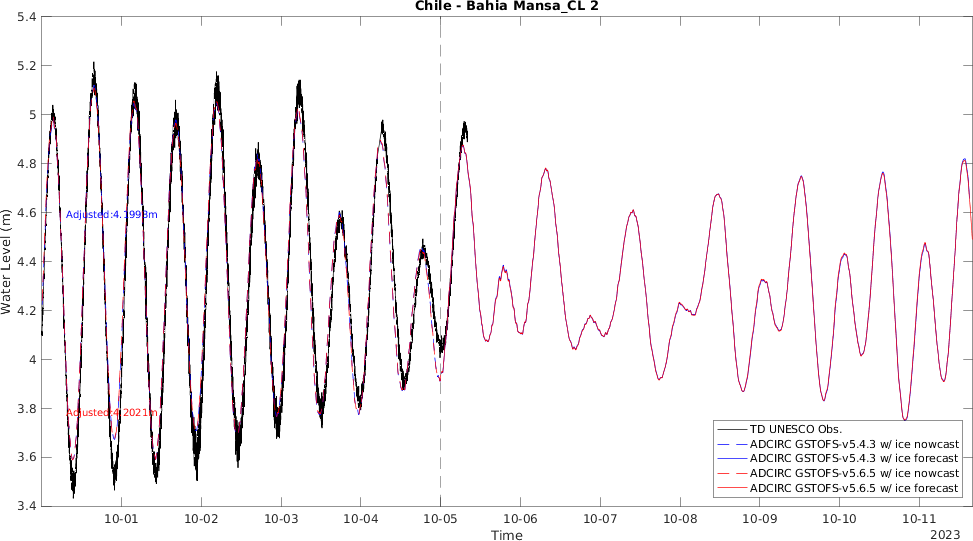 Chile - Bahia Mansa_CL 2
5.4
5.2
5
4.8
4.6
4.4
4.2
4
3.8
3.6
3.4
Water Level (m)
Adjusted:4.1993m
Adjusted:4.2021m
TD UNESCO Obs.
ADCIRC GSTOFS-v5.4.3 w/ ice nowcast
ADCIRC GSTOFS-v5.4.3 w/ ice forecast
ADCIRC GSTOFS-v5.6.5 w/ ice nowcast
ADCIRC GSTOFS-v5.6.5 w/ ice forecast
10-01 10-02 10-03 10-04 10-05 10-06 10-07 10-08 10-09 10-10 10-11
Time
2023